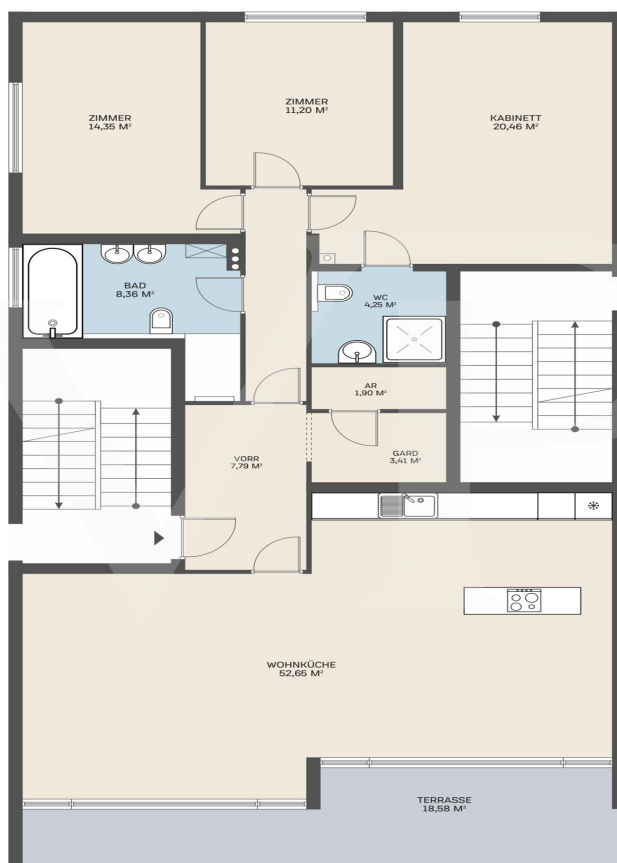 ZIMMER
14,35 M²
ZIMMER
11,20 M²
KABINETT
20,46 M²
BAD
8,36 M²
WC
4,25 M²
AR
1,90 M²
VORR
7,79 M²
GARD
3,41 M²
WOHNKÜCHE
52,65 M²
TERRASSE
18,58 M²